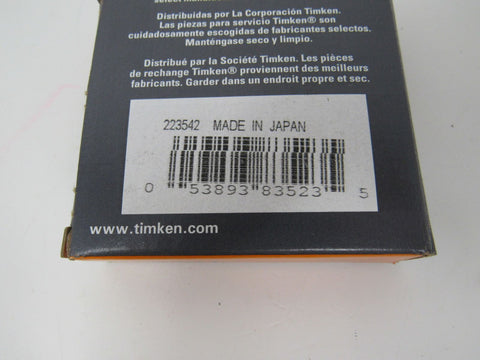 Distribuidas por La Corporación Timken.
Las piezas para servicio Timken® son
cuidadosamente escogidas de fabricantes selectos.
Manténgase seco y limpio.
Distribué par la Société Timken. Les pièces
de rechange Timken® proviennent des meilleurs
fabricants. Garder dans un endroit propre et sec.
223542 MADE IN JAPAN
0 53893 83523 5
www.timken.com